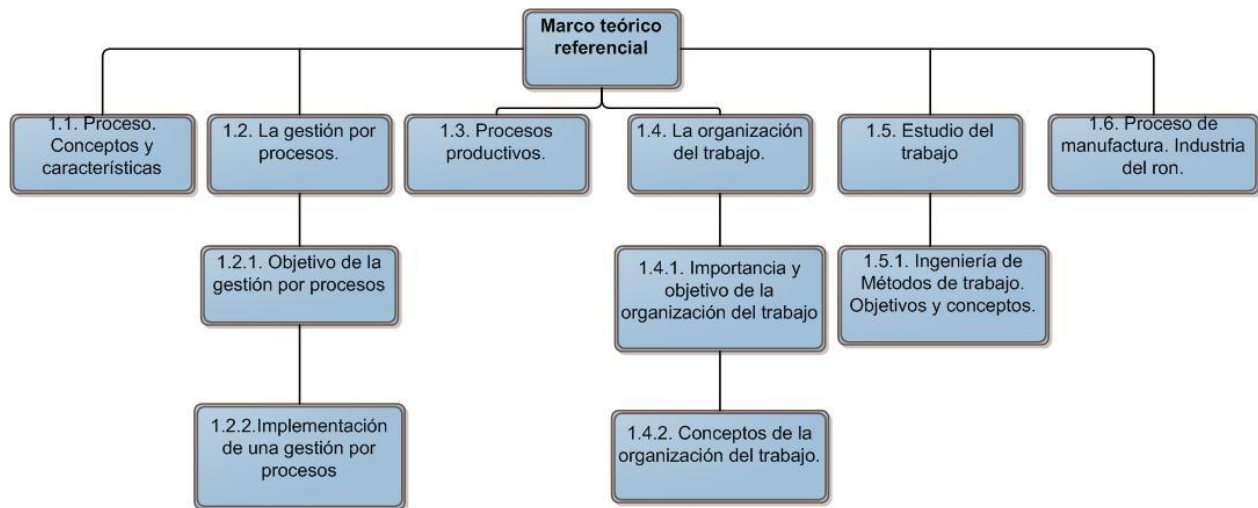 Marco teórico
referencial
1.1. Proceso.
Conceptos y
características
1.2. La gestión por
procesos.
1.3. Procesos
productivos.
1.4. La organización
del trabajo.
1.5. Estudio del
trabajo
1.6. Proceso de
manufactura. Industria
del ron.
1.2.1. Objetivo de la
gestión por procesos
1.4.1. Importancia y
objetivo de la
organización del trabajo
1.5.1. Ingeniería de
Métodos de trabajo.
Objetivos y conceptos.
1.2.2.Implementación
de una gestión por
procesos
1.4.2. Conceptos de la
organización del trabajo.